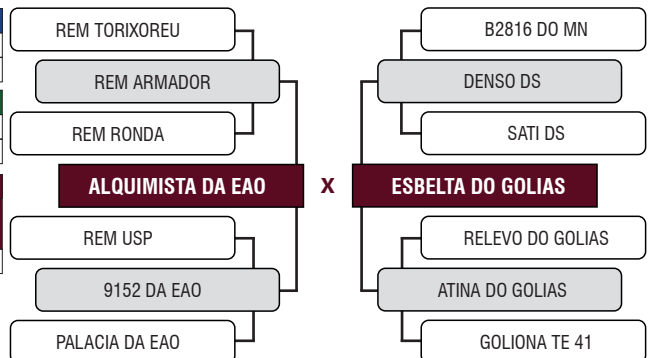 REM TORIXOREU
REM ARMADOR
REM RONDA
ALQUIMISTA DA EAO
REM USP
9152 DA EAO
PALACIA DA EAO
X
B2816 DO MN
DENSO DS
SATI DS
ESBELTA DO GOLIAS
RELEVO DO GOLIAS
ATINA DO GOLIAS
GOLIONA TE 41